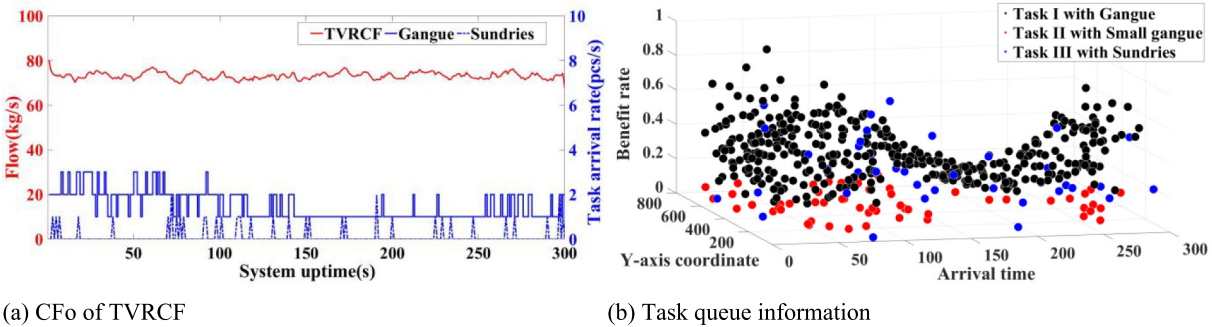 100
80
60
40
20
0
Flow(kg/s)
TVRCF Gangue Sundries
10
8
6
4
2
0
Task arrival rate(pcs/s)
50 100 150 200 250 300
System uptime(s)
(a) CFo of TVRCF
1
0.8
0.6
0.4
0.2
0
Benefit rate
Task I with Gangue
Task II with Small gangue
Task III with Sundries
800
600
400
200
Y-axis coordinate
0 50 100 150 200 250 300
Arrival time
(b) Task queue information